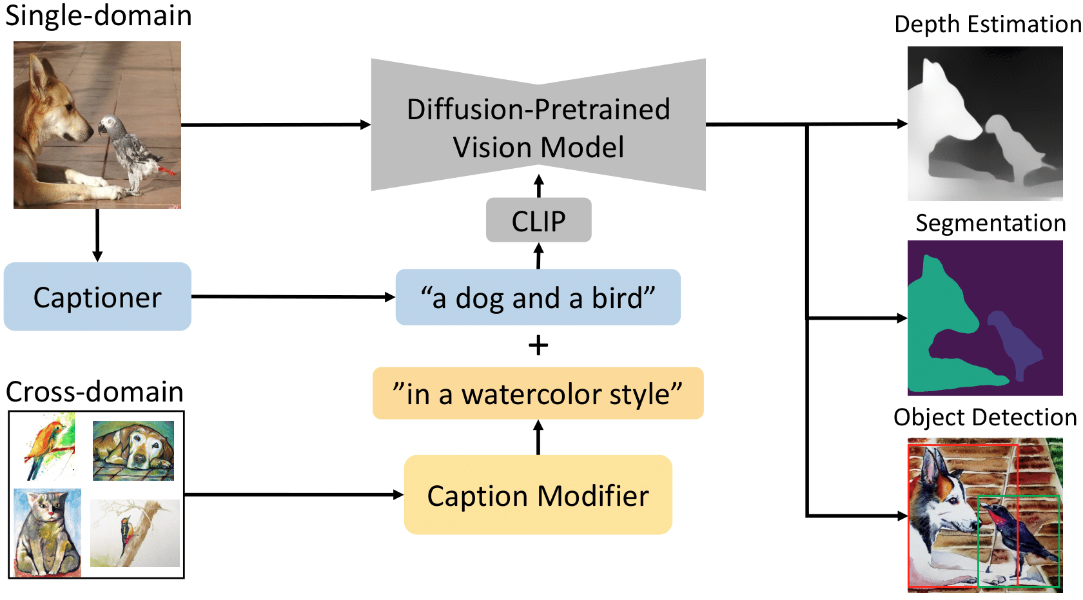 Single-domain
Depth Estimation
Diffusion-Pretrained
Vision Model
CLIP
Segmentation
Captioner
“a dog and a bird”
+
Cross-domain
”in a watercolor style”
Object Detection
Caption Modifier